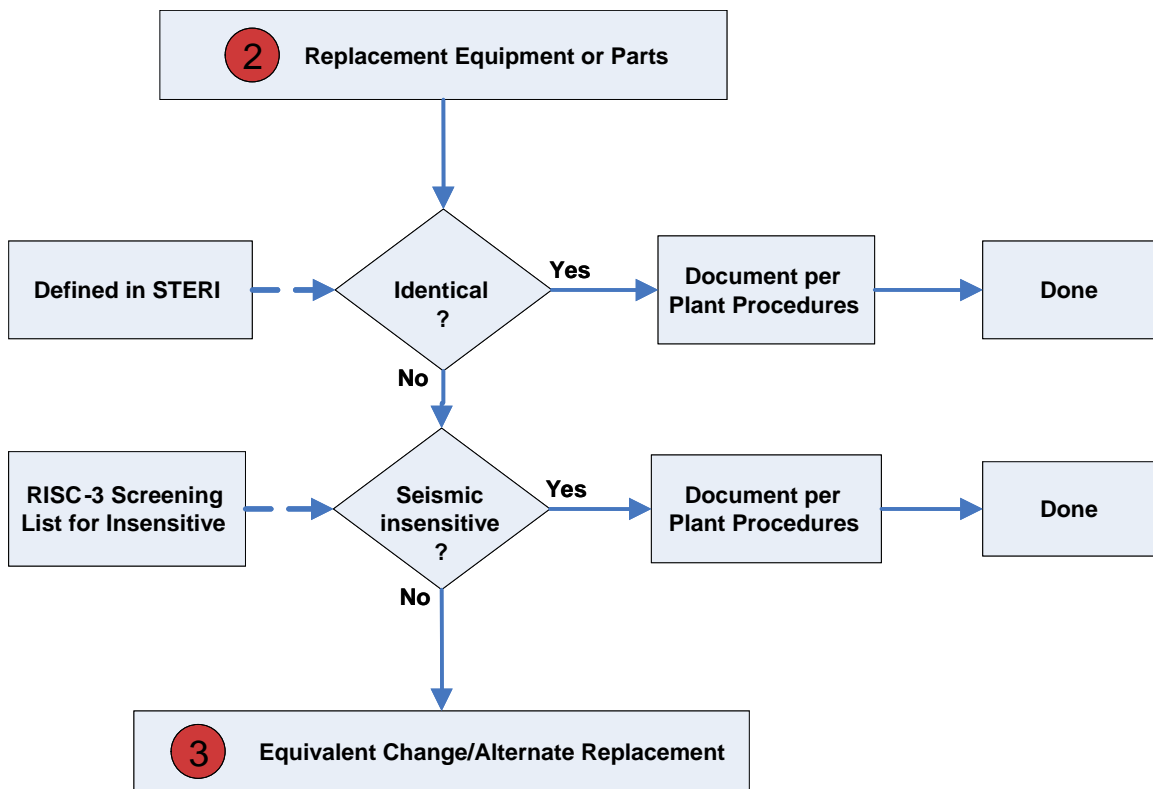 2 Replacement Equipment or Parts
Defined in STERI
Identical
?
Yes
Document per
Plant Procedures
Done
No
RISC-3 Screening
List for Insensitive
Seismic
insensitive
?
Yes
Document per
Plant Procedures
Done
No
3 Equivalent Change/Alternate Replacement